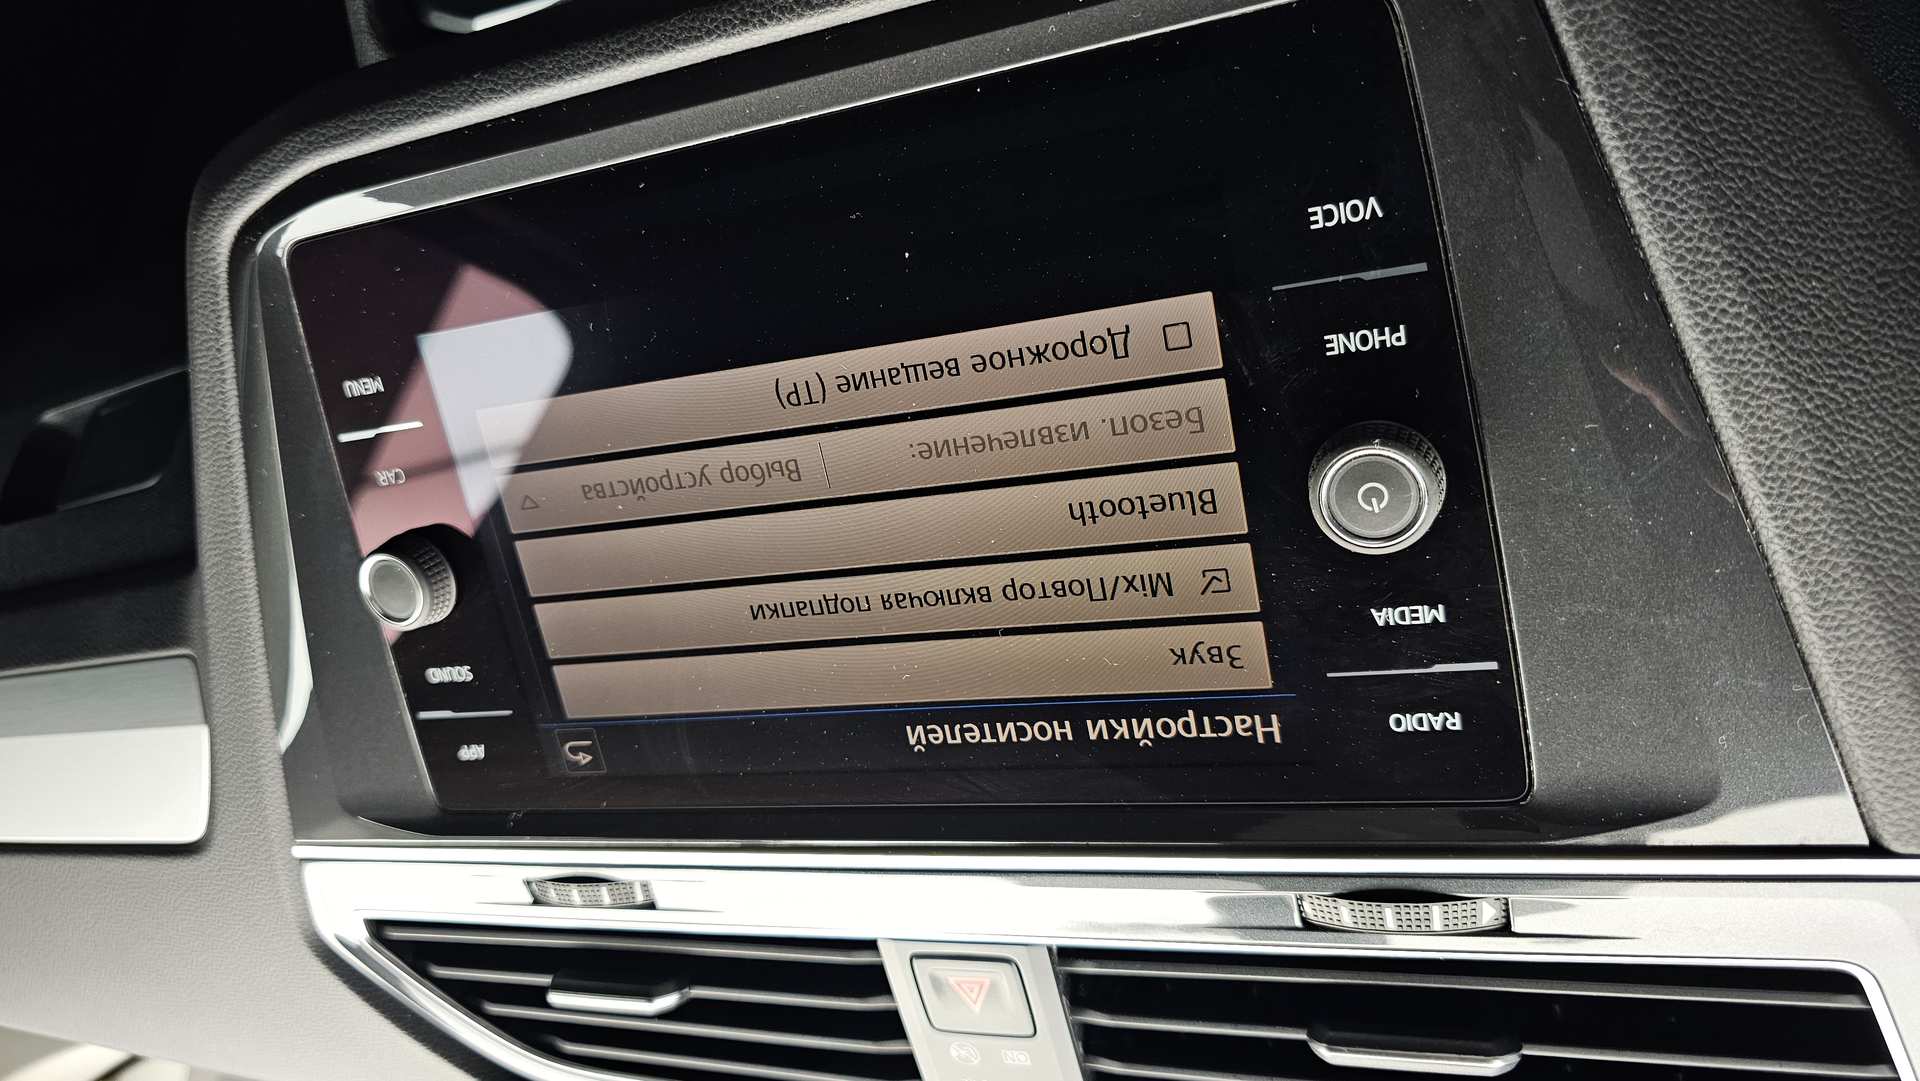 Настройки носителей
Звук
Mix/Повтор включая подпапки
Bluetooth
Безоп. извлечение:
Выбор устройства
Дорожное вещание (TP)
RADIO
MEDIA
PHONE
VOICE
APP
SOUND
CAR
MENU
ON